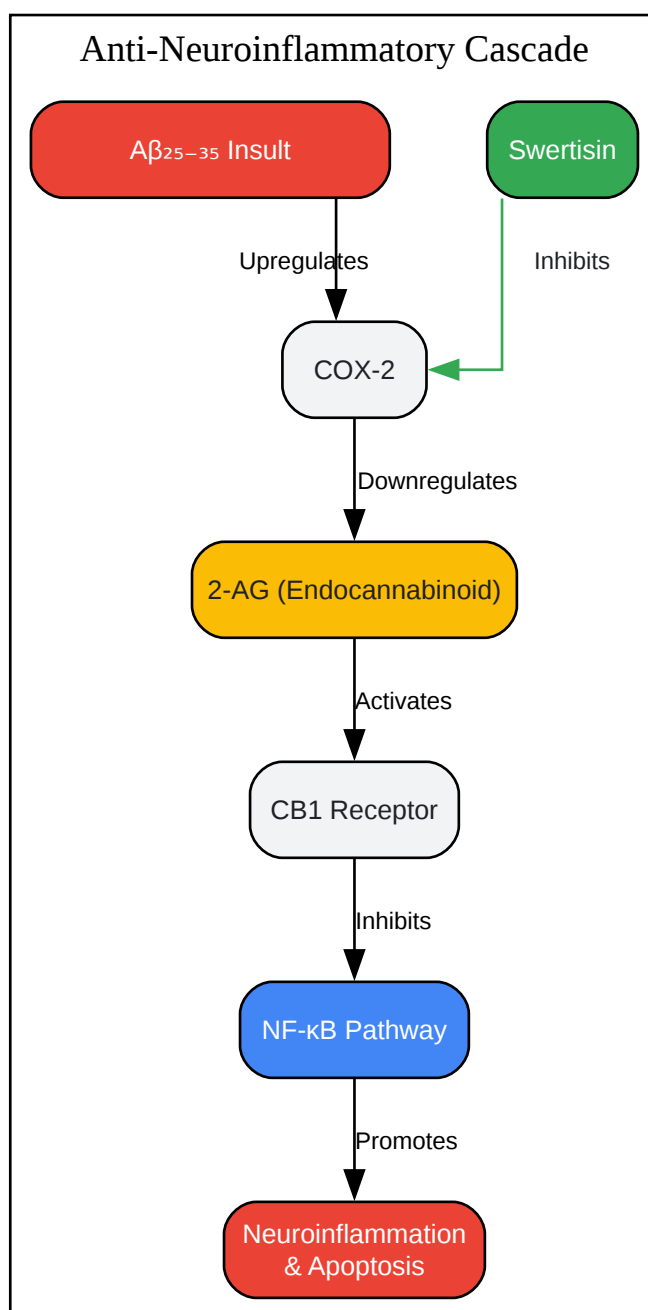 Anti-Neuroinflammatory Cascade
Aβ₂₅₋₃₅ Insult
Swertisin
Upregulates
Inhibits
COX-2
Downregulates
2-AG (Endocannabinoid)
Activates
CB1 Receptor
Inhibits
NF-κB Pathway
Promotes
Neuroinflammation
& Apoptosis